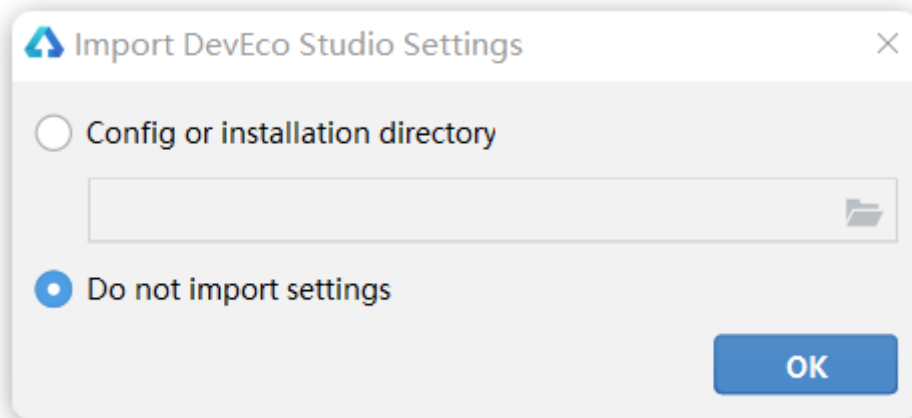 Import DevEco Studio Settings
Config or installation directory
Do not import settings
OK